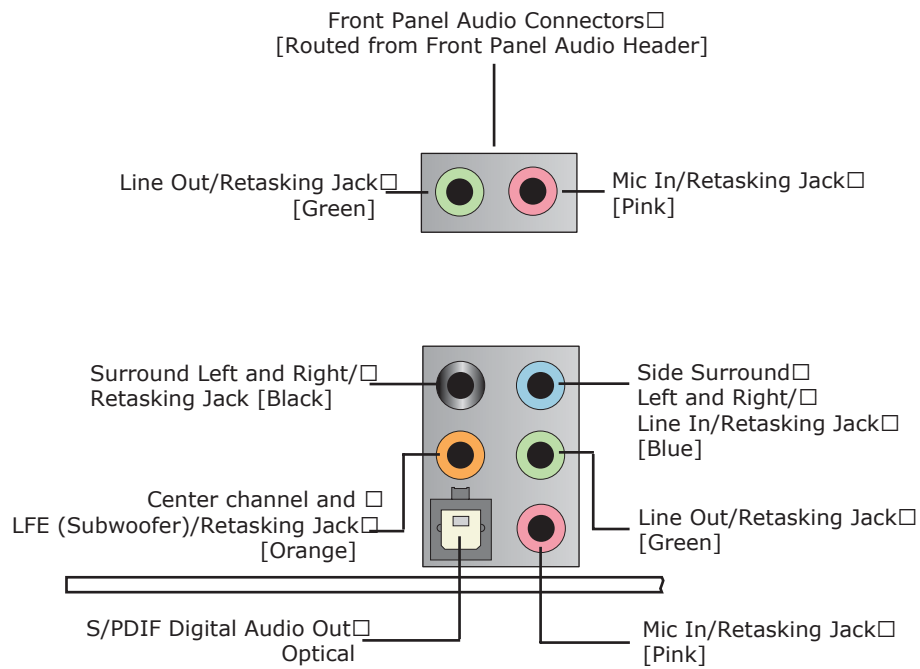 Front Panel Audio Connectors□
[Routed from Front Panel Audio Header]
Line Out/Retasking Jack□
[Green]
Mic In/Retasking Jack□
[Pink]
Surround Left and Right/□
Retasking Jack [Black]
Side Surround□
Left and Right/□
Line In/Retasking Jack□
[Blue]
Center channel and □
LFE (Subwoofer)/Retasking Jack□
[Orange]
Line Out/Retasking Jack□
[Green]
S/PDIF Digital Audio Out□
Optical
Mic In/Retasking Jack□
[Pink]